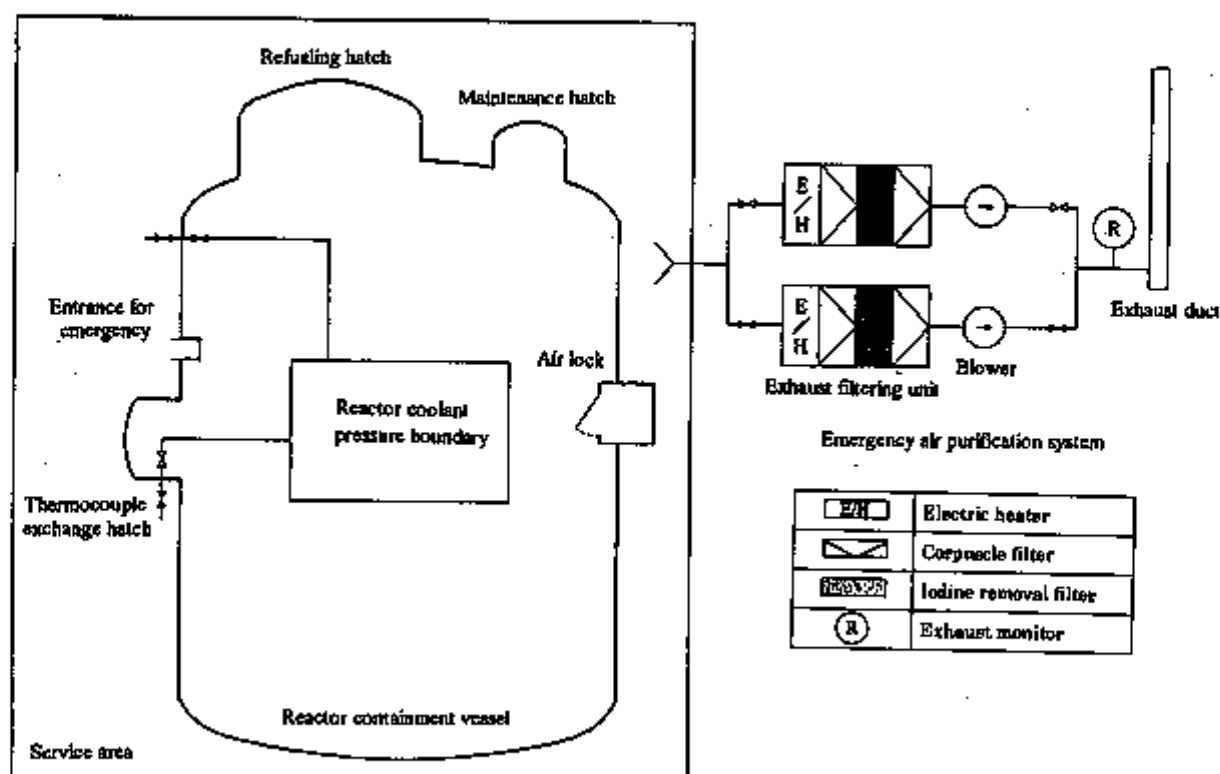 Refueling hatch
Maintenance hatch
Entrance for
emergency
Air lock
Reactor coolant
pressure boundary
Thermocouple
exchange hatch
Reactor containment vessel
Service area
E
/
H
E
/
H
R
Exhaust duct
Blower
Exhaust filtering unit
Emergency air purification system
E/H Electric heater
Corpuscle filter
Iodine removal filter
R Exhaust monitor